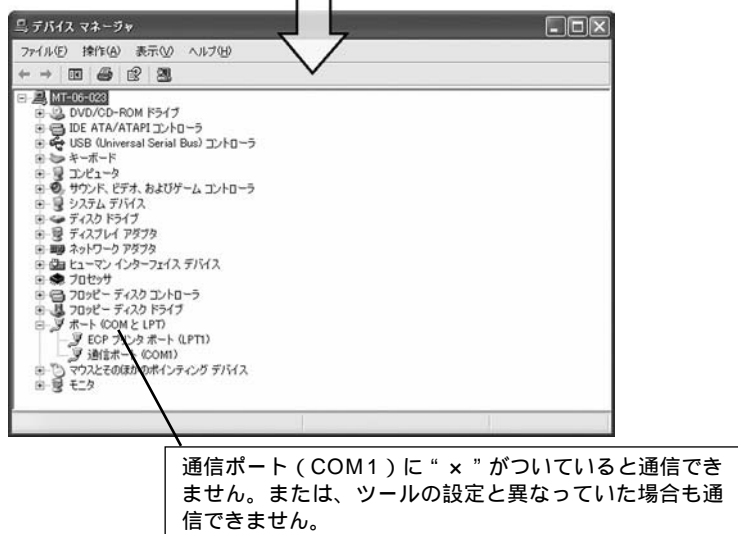 デバイス マネージャ
ファイル(F) 操作(A) 表示(V) ヘルプ(H)
MT-06-023
DVD/CD-ROM ドライブ
IDE ATA/ATAPI コントローラ
USB (Universal Serial Bus) コントローラ
キーボード
コンピュータ
サウンド、ビデオ、およびゲーム コントローラ
システム デバイス
ディスク ドライブ
ディスプレイ アダプタ
ネットワーク アダプタ
ヒューマン インターフェイス デバイス
プロセッサ
フロッピー ディスク コントローラ
フロッピー ディスク ドライブ
ポート (COM と LPT)
ECP プリンタ ポート (LPT1)
通信ポート (COM1)
マウスとそのほかのポインティング デバイス
モニタ
通信ポート(COM1)に“×”がついていると通信でき
ません。または、ツールの設定と異なっていた場合も通
信できません。